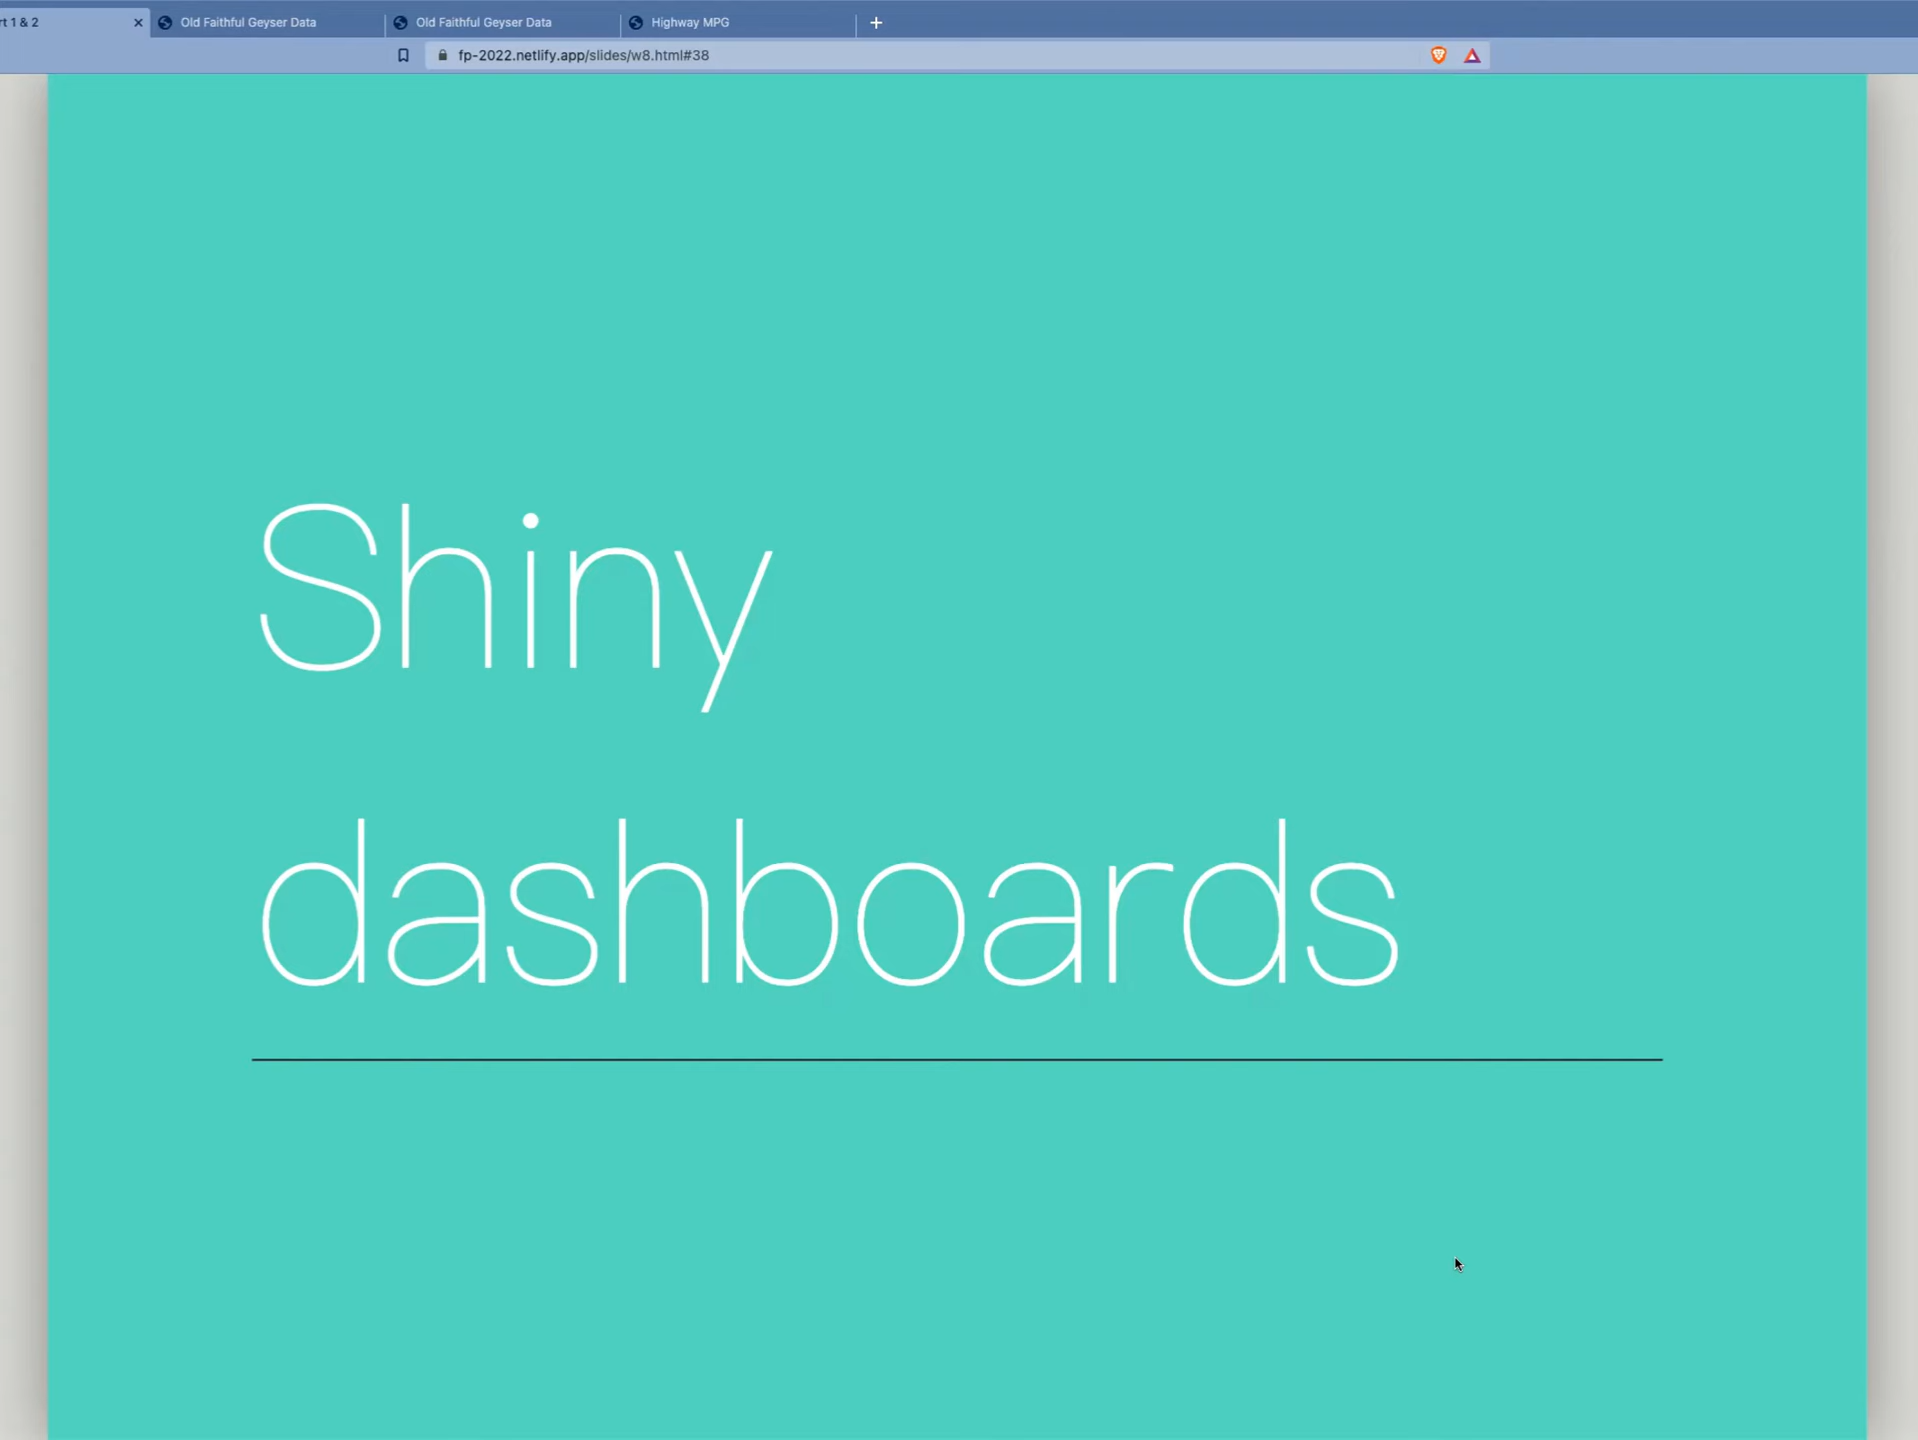 rt 1 & 2
Old Faithful Geyser Data
Old Faithful Geyser Data
Highway MPG
fp-2022.netlify.app/slides/w8.html#38
Shiny
dashboards